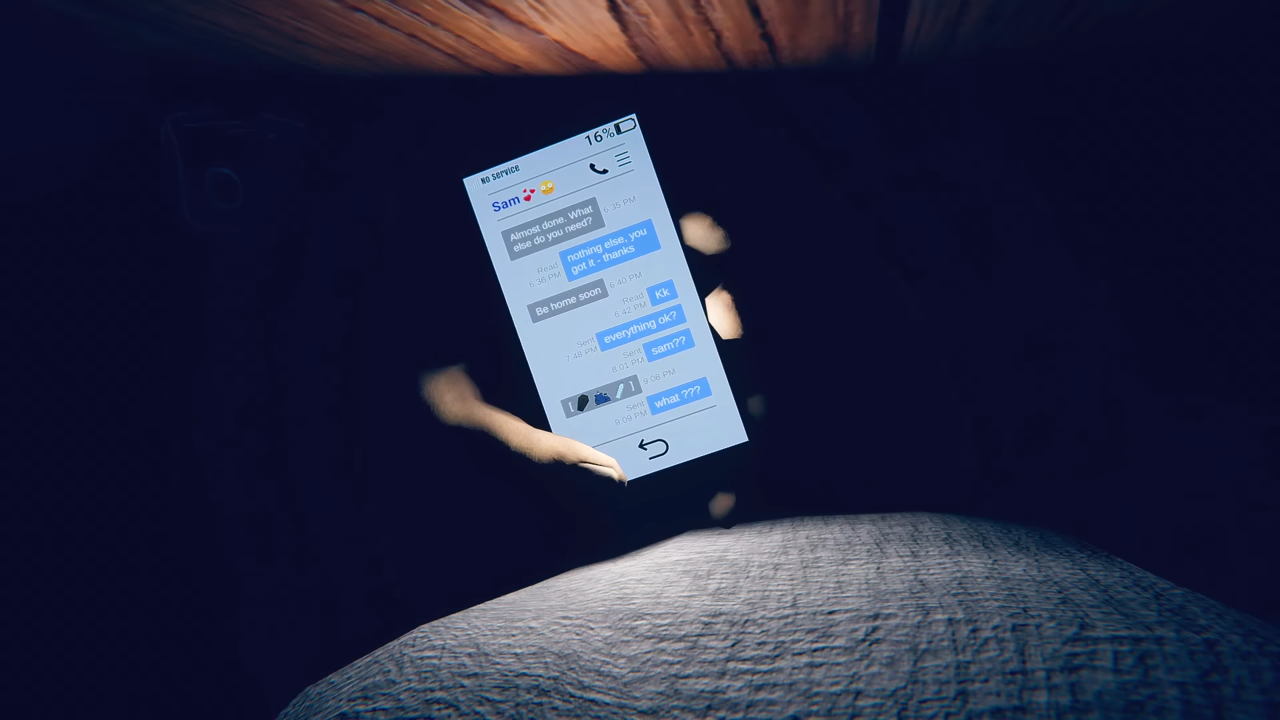 No service
16%
Sam
Almost done. What
else do you need?
6:35 PM
nothing else, you
got it - thanks
Read
6:36 PM
Be home soon
6:40 PM
Kk
Read
6:42 PM
everything ok?
Sent
7:48 PM
sam??
Sent
8:01 PM
[ ]
9:08 PM
what ???
Sent
9:09 PM